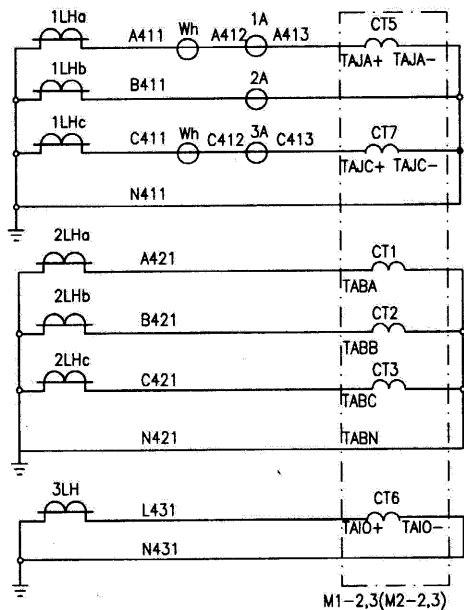 1LHa A411 Wh A412 1A A413 CT5
TAJA+ TAJA-
1LHb B411 2A
1LHc C411 Wh C412 3A C413 CT7
TAJC+ TAJC-
N411
2LHa A421 CT1
TABA
2LHb B421 CT2
TABB
2LHc C421 CT3
TABC
N421 TABN
3LH L431 CT6
TAIO+ TAIO-
N431
M1-2,3(M2-2,3)